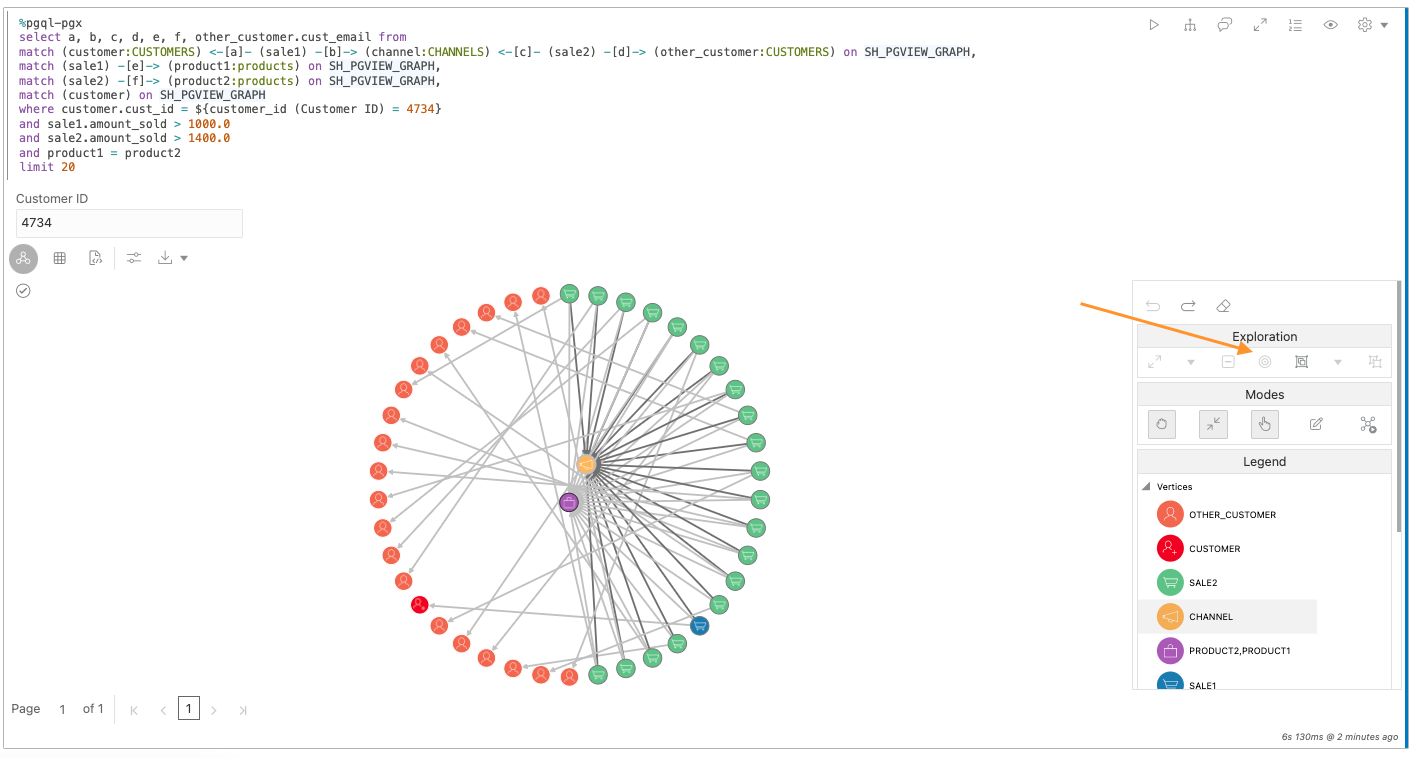 %pgql-pgx
select a, b, c, d, e, f, other_customer.cust_email from
match (customer:CUSTOMERS) <-[a]- (sale1) -[b]-> (channel:CHANNELS) <-[c]- (sale2) -[d]-> (other_customer:CUSTOMERS) on SH_PGVIEW_GRAPH,
match (sale1) -[e]-> (product1:products) on SH_PGVIEW_GRAPH,
match (sale2) -[f]-> (product2:products) on SH_PGVIEW_GRAPH,
match (customer) on SH_PGVIEW_GRAPH
where customer.cust_id = ${customer_id (Customer ID) = 4734}
and sale1.amount_sold > 1000.0
and sale2.amount_sold > 1400.0
and product1 = product2
limit 20
Customer ID
4734
Exploration
Modes
Legend
Vertices
OTHER_CUSTOMER
CUSTOMER
SALE2
CHANNEL
PRODUCT2,PRODUCT1
SALE1
Page 1 of 1 1
6s 130ms @ 2 minutes ago